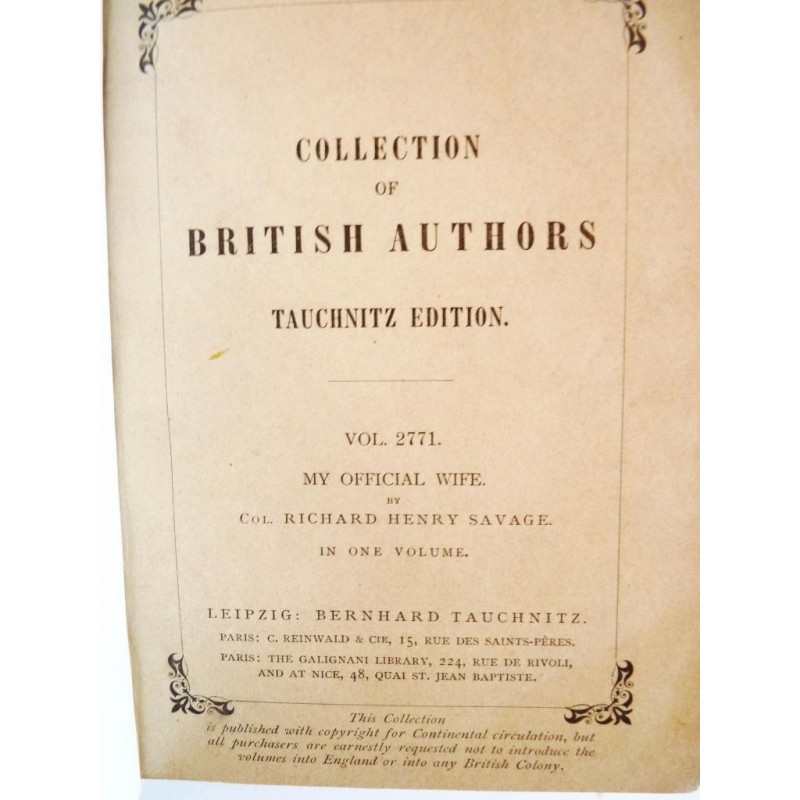 COLLECTION
OF
BRITISH AUTHORS
TAUCHNITZ EDITION.
VOL. 2771.
MY OFFICIAL WIFE.
BY
COL. RICHARD HENRY SAVAGE.
IN ONE VOLUME.
LEIPZIG: BERNHARD TAUCHNITZ.
PARIS: C. REINWALD & CIE, 15, RUE DES SAINTS-PÈRES.
PARIS: THE GALIGNANI LIBRARY, 224, RUE DE RIVOLI,
AND AT NICE, 48, QUAI ST. JEAN BAPTISTE.
This Collection
is published with copyright for Continental circulation, but
all purchasers are earnestly requested not to introduce the
volumes into England or into any British Colony.